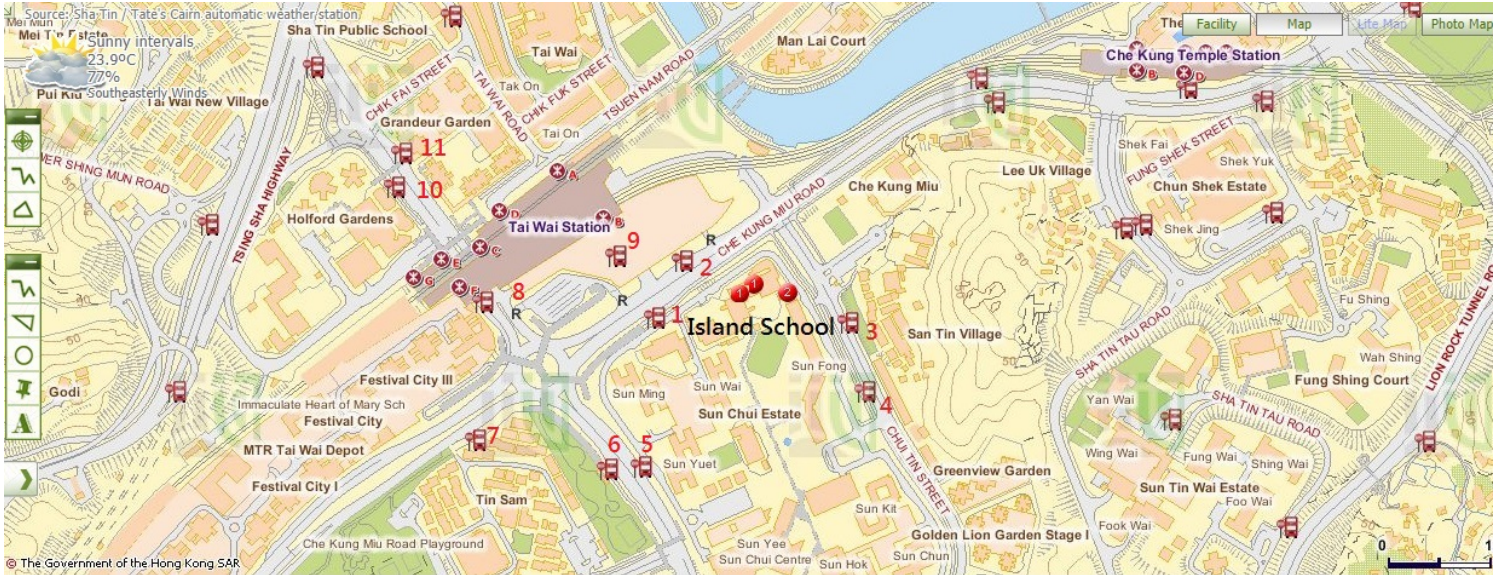 Source: Sha Tin / Tate's Cairn automatic weather station
Sunny intervals
23.9ºC
77%
Southeasterly Winds
Mei Tin Estate
Sha Tin Public School
Tai Wai
Man Lai Court
Facility
Map
Life Map
Photo Map
Che Kung Temple Station
B
D
Tai Wai New Village
CHIK FAI STREET
TAI WAI ROAD
Tak On
CHIK FUK STREET
TSUEN NAM ROAD
Grandeur Garden
Tai On
11
10
TSING SHA HIGHWAY
Holford Gardens
A
D
B
C
E
G
F
Tai Wai Station
9
8
R
R
R
2
1
CHE KUNG MIU ROAD
Che Kung Miu
Lee Uk Village
Shek Fai
FUNG SHEK STREET
Shek Yuk
Chun Shek Estate
Shek Jing
1
1
2
Island School
3
San Tin Village
Sun Fong
4
SHA TIN TAU ROAD
Fu Shing
Wah Shing
Fung Shing Court
LION ROCK TUNNEL RO
Godi
Festival City III
Immaculate Heart of Mary Sch
Festival City
MTR Tai Wai Depot
Festival City I
7
6
5
Sun Ming
Sun Wai
Sun Chui Estate
Sun Yuet
Tin Sam
CHUI TIN STREET
Greenview Garden
Yan Wai
Wing Wai
SHA TIN TAU ROAD
Fung Wai
Shing Wai
Sun Tin Wai Estate
Foo Wai
Fook Wai
Sun Kit
Golden Lion Garden Stage I
Che Kung Miu Road Playground
Sun Yee
Sun Chui Centre
Sun Hok
Sun Chun
50
50
50
50
0
1
© The Government of the Hong Kong SAR